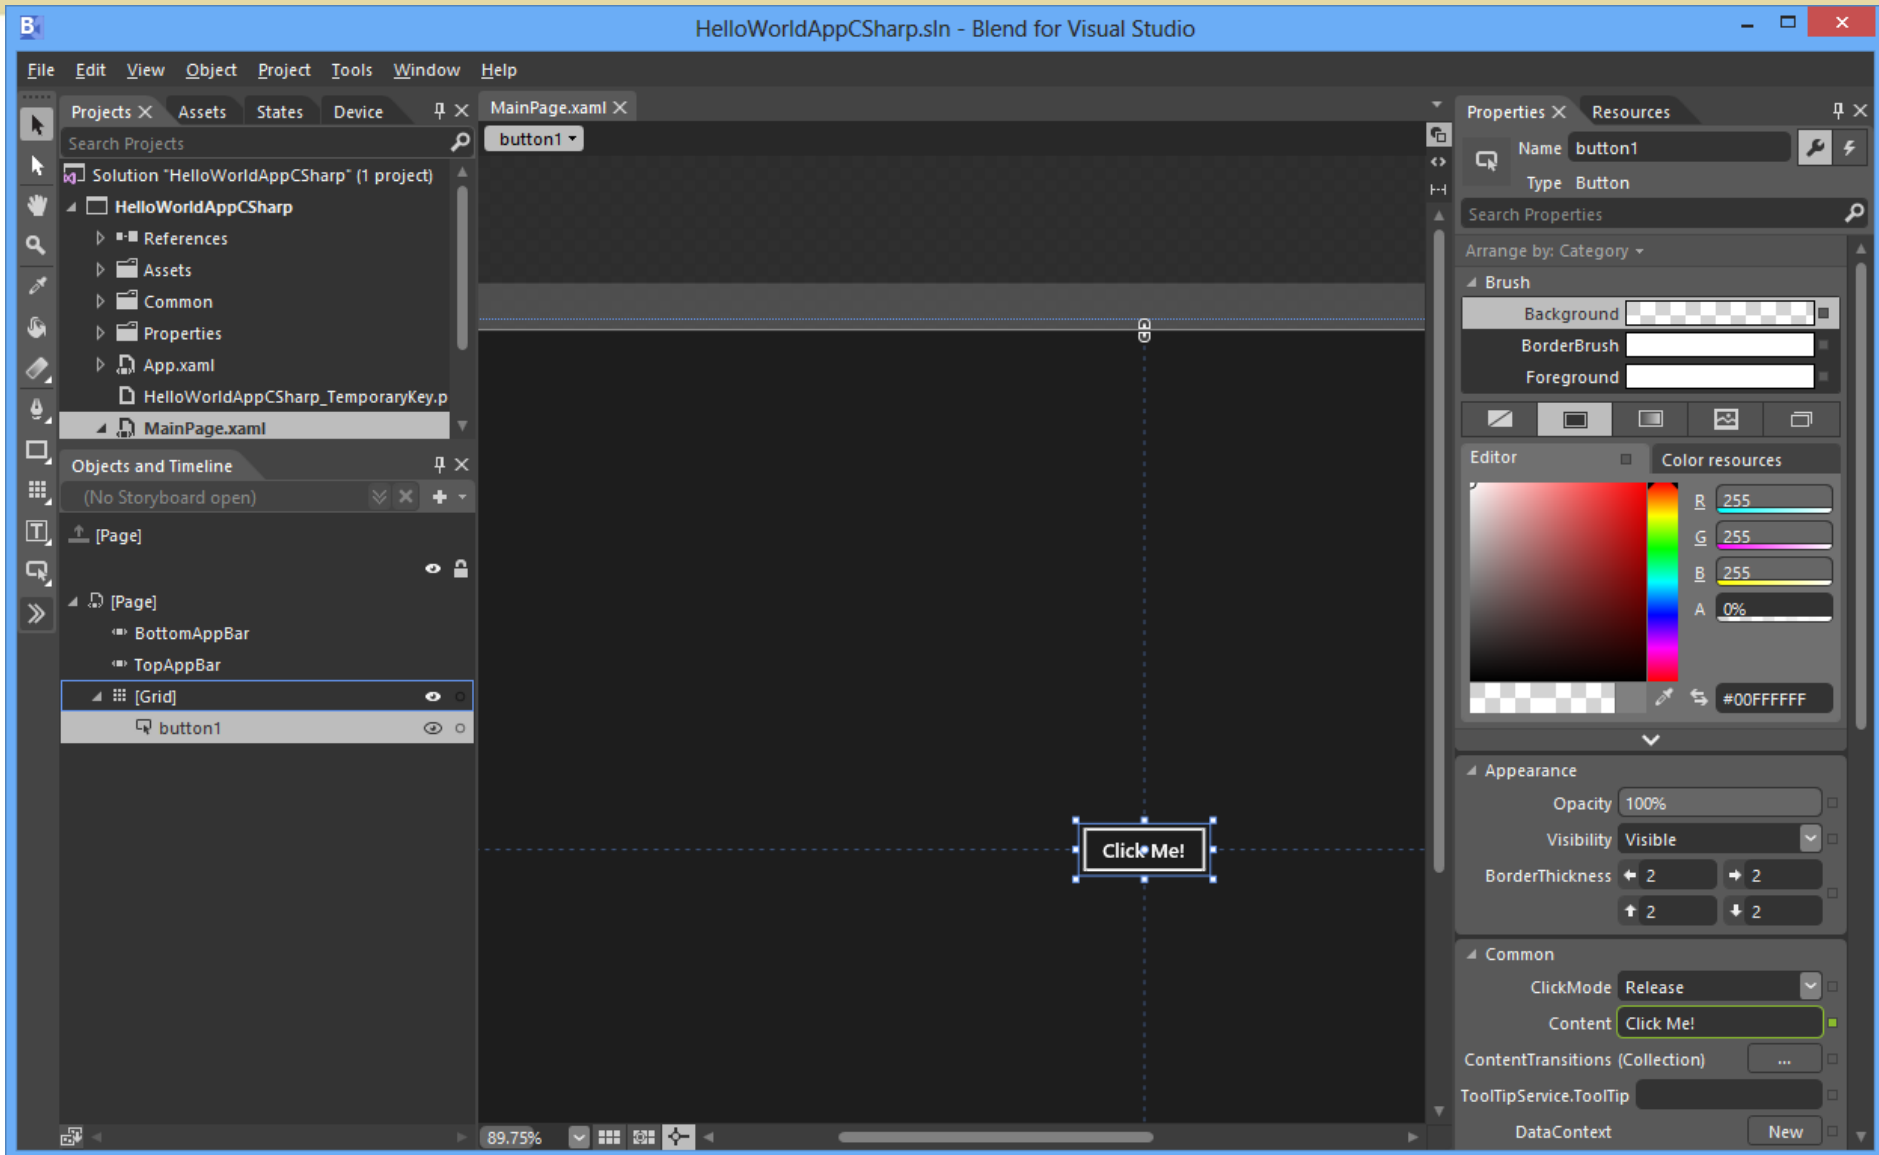 HelloWorldAppCSharp.sln - Blend for Visual Studio
File Edit View Object Project Tools Window Help
Projects Assets States Device
Search Projects
Solution "HelloWorldAppCSharp" (1 project)
HelloWorldAppCSharp
References
Assets
Common
Properties
App.xaml
HelloWorldAppCSharp_TemporaryKey.p
MainPage.xaml
Objects and Timeline
(No Storyboard open)
[Page]
[Page]
BottomAppBar
TopAppBar
[Grid]
button1
MainPage.xaml
button1
Click Me!
89.75%
Properties Resources
Name button1
Type Button
Search Properties
Arrange by: Category
Brush
Background
BorderBrush
Foreground
Editor Color resources
R 255
G 255
B 255
A 0%
#00FFFFFF
Appearance
Opacity 100%
Visibility Visible
BorderThickness 2 2
2 2
Common
ClickMode Release
Content Click Me!
ContentTransitions (Collection) ...
ToolTipService.ToolTip
DataContext New